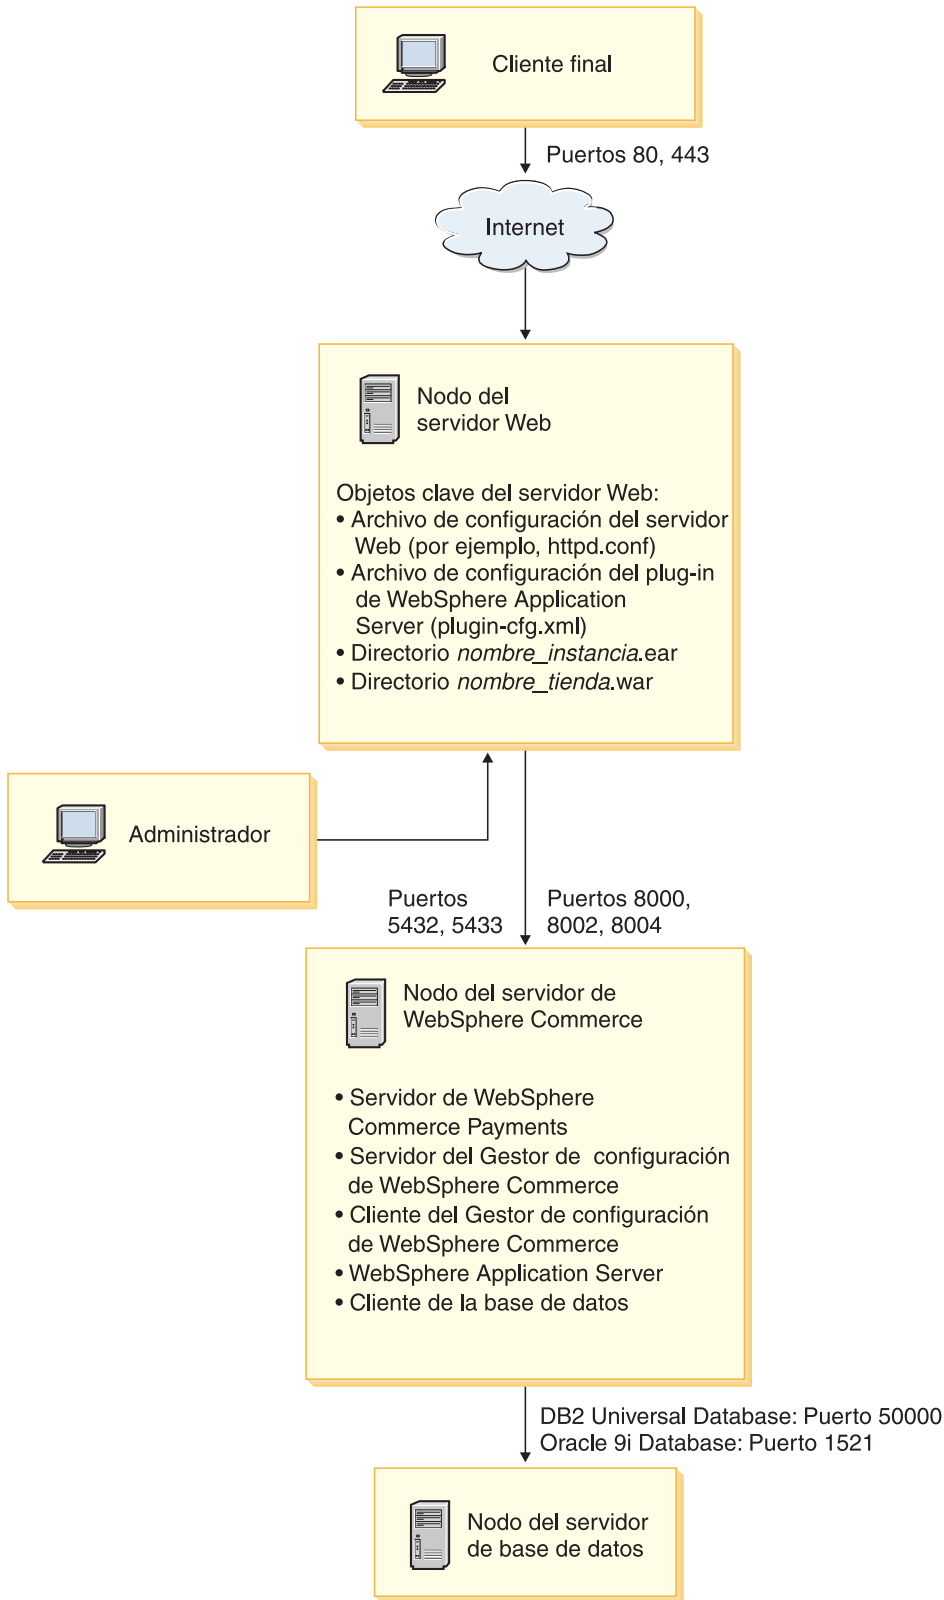 Cliente final
Puertos 80, 443
Internet
Nodo del
servidor Web
Objetos clave del servidor Web:
• Archivo de configuración del servidor
Web (por ejemplo, httpd.conf)
• Archivo de configuración del plug-in
de WebSphere Application
Server (plugin-cfg.xml)
• Directorio nombre_instancia.ear
• Directorio nombre_tienda.war
Administrador
Puertos
5432, 5433
Puertos 8000,
8002, 8004
Nodo del servidor de
WebSphere Commerce
• Servidor de WebSphere
Commerce Payments
• Servidor del Gestor de configuración
de WebSphere Commerce
• Cliente del Gestor de configuración
de WebSphere Commerce
• WebSphere Application Server
• Cliente de la base de datos
DB2 Universal Database: Puerto 50000
Oracle 9i Database: Puerto 1521
Nodo del servidor
de base de datos